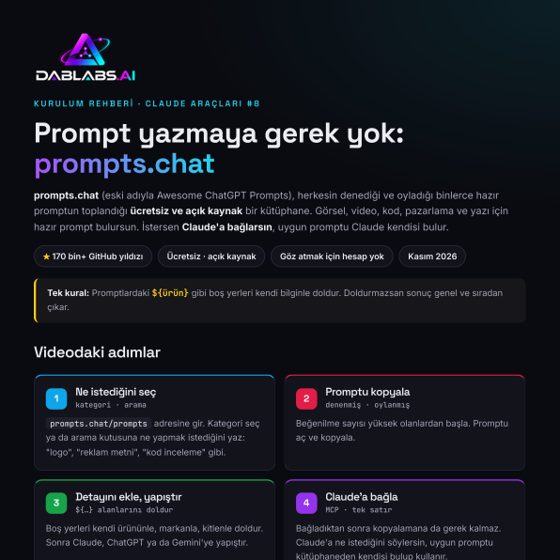 DABLABS.AI
KURULUM REHBERİ · CLAUDE ARAÇLARI #8
Prompt yazmaya gerek yok:
prompts.chat
prompts.chat (eski adıyla Awesome ChatGPT Prompts), herkesin denediği ve oyladığı binlerce hazır
promptun toplandığı ücretsiz ve açık kaynak bir kütüphane. Görsel, video, kod, pazarlama ve yazı için
hazır prompt bulursun. İstersen Claude'a bağlarsın, uygun promptu Claude kendisi bulur.
★ 170 bin+ GitHub yıldızı
Ücretsiz · açık kaynak
Göz atmak için hesap yok
Kasım 2026
Tek kural: Promptlardaki ${ürün} gibi boş yerleri kendi bilginle doldur. Doldurmazsan sonuç genel ve sıradan
çıkar.
Videodaki adımlar
1 Ne istediğini seç
kategori · arama
prompts.chat/prompts adresine gir. Kategori seç
ya da arama kutusuna ne yapmak istediğini yaz:
"logo", "reklam metni", "kod inceleme" gibi.
2 Promptu kopyala
denenmiş · oylanmış
Beğenilme sayısı yüksek olanlardan başla. Promptu
aç ve kopyala.
3 Detayını ekle, yapıştır
${…} alanlarını doldur
Boş yerleri kendi ürününle, markanla, kitlenle doldur.
Sonra Claude, ChatGPT ya da Gemini'ye yapıştır.
4 Claude'a bağla
MCP · tek satır
Bağladıktan sonra kopyalamana da gerek kalmaz.
Claude'a ne istediğini söylersin, uygun promptu
kütüphaneden kendisi bulup kullanır.